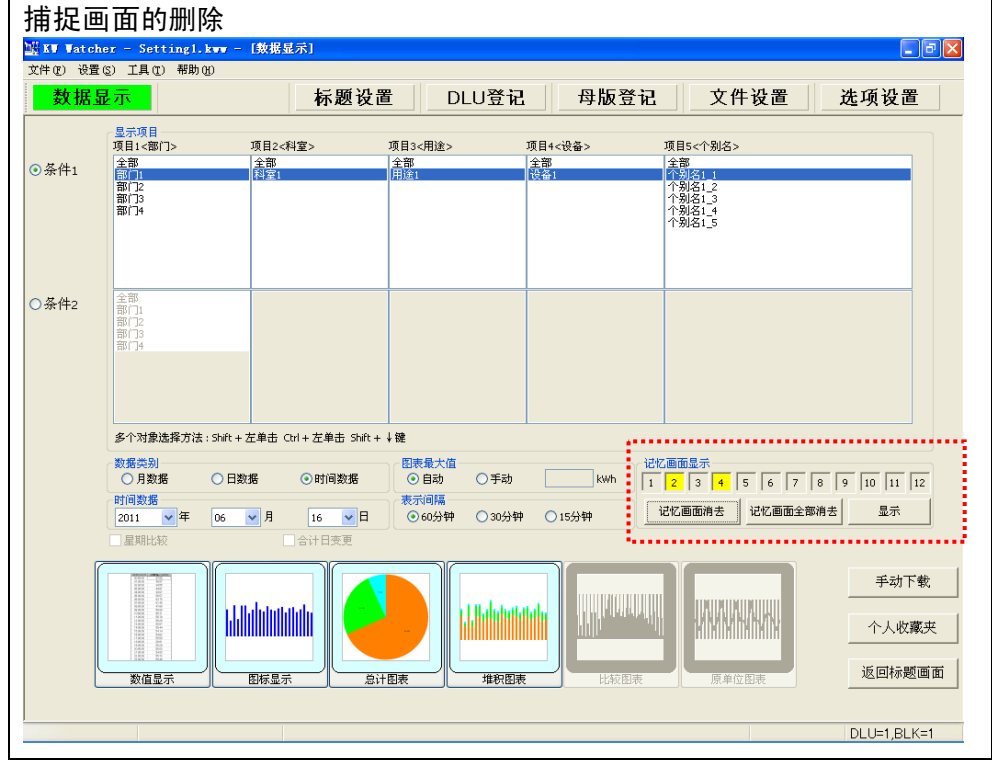 捕捉画面的删除
KW Watcher - Setting1.kww - [数据显示]
文件(F) 设置(S) 工具(T) 帮助(H)
数据显示 标题设置 DLU登记 母版登记 文件设置 选项设置
显示项目
项目1<部门> 项目2<科室> 项目3<用途> 项目4<设备> 项目5<个别名>
条件1
全部 全部 全部 全部 全部
部门1 科室1 用途1 设备1 个别名1_1
部门2 个别名1_2
部门3 个别名1_3
部门4 个别名1_4
个别名1_5
条件2
全部
部门1
部门2
部门3
部门4
多个对象选择方法：Shift + 左单击 Ctrl + 左单击 Shift + ↓键
数据类别 图表最大值 记忆画面显示
月数据 日数据 时间数据 自动 手动 kWh 1 2 3 4 5 6 7 8 9 10 11 12
时间数据 表示间隔
2011 年 06 月 16 日 60分钟 30分钟 15分钟 记忆画面消去 记忆画面全部消去 显示
星期比较 合计日变更
手动下载
个人收藏夹
返回标题画面
数值显示 图标显示 总计图表 堆积图表 比较图表 原单位图表
DLU=1,BLK=1